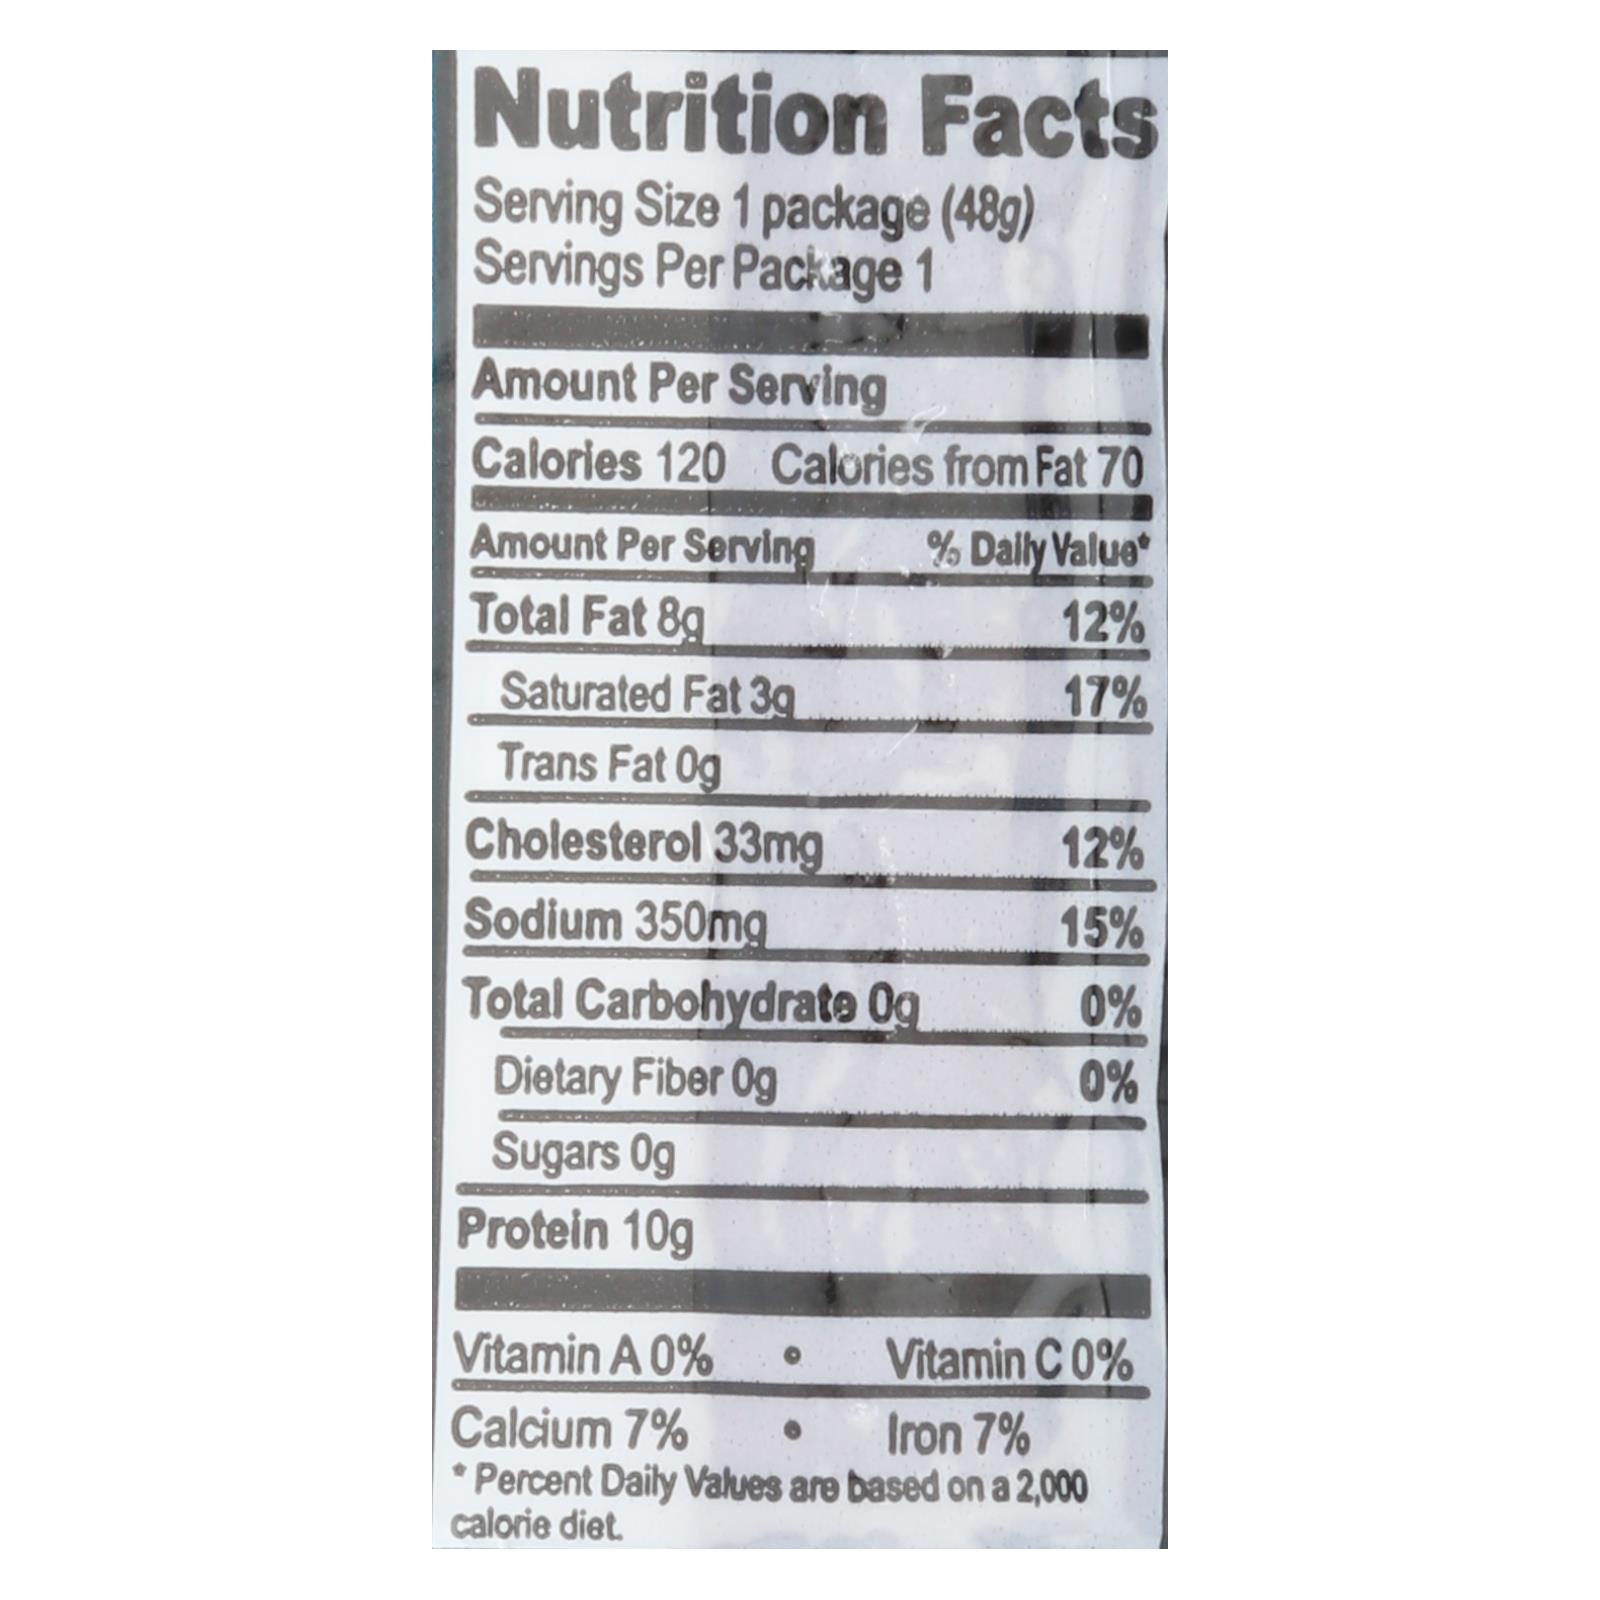 Nutrition Facts
Serving Size 1 package (48g)
Servings Per Package 1
Amount Per Serving
Calories 120 Calories from Fat 70
Amount Per Serving % Daily Value*
Total Fat 8g 12%
Saturated Fat 3g 17%
Trans Fat 0g
Cholesterol 33mg 12%
Sodium 350mg 15%
Total Carbohydrate 0g 0%
Dietary Fiber 0g 0%
Sugars 0g
Protein 10g
Vitamin A 0% • Vitamin C 0%
Calcium 7% • Iron 7%
* Percent Daily Values are based on a 2,000
calorie diet.